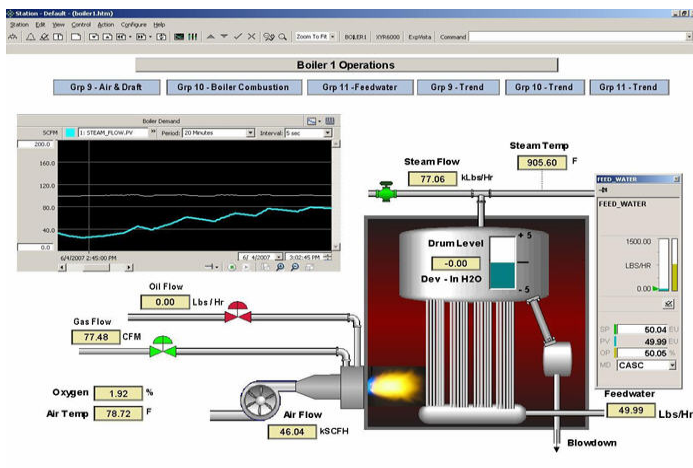 Station - Default - (boiler1.htm)
Station Edit View Control Action Configure Help
Zoom To Fit BOILER1 XYR6000 ExpVista Command
Boiler 1 Operations
Grp 9 - Air & Draft Grp 10 - Boiler Combustion Grp 11 -Feedwater Grp 9 - Trend Grp 10 - Trend Grp 11 - Trend
Boiler Demand
SCFM 1: STEAM_FLOW.PV Period: 20 Minutes Interval: 5 sec
200.0
160.0
120.0
80.0
40.0
0.0
6/4/2007 2:45:00 PM 6/ 4/2007 3:02:45 PM
Steam Flow
77.06 kLbs/Hr
Steam Temp
905.60 F
FEED_WATER
FEED_WATER
1500.00
LBS/HR
0.00
SP 50.04 EU
PV 49.99 EU
OP 50.05 %
MD CASC
Drum Level
-0.00
Dev - In H2O
+ 5
- 5
Oil Flow
0.00 Lbs / Hr
Gas Flow
77.48 CFM
Oxygen 1.92 %
Air Temp 78.72 F
Air Flow
46.04 kSCFH
Feedwater
49.99 Lbs/Hr
Blowdown